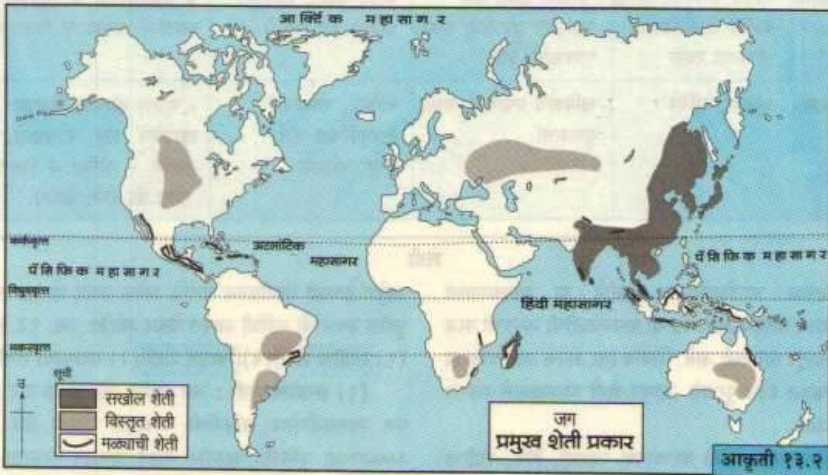 आर्क्टिक महासागर
कर्कवृत्त
अटलांटिक
महासागर
पॅसिफिक महासागर
पॅसिफिक महासागर
विषुववृत्त
हिंदी महासागर
मकरवृत्त
सूची
उ
सखोल शेती
विस्तृत शेती
मळ्याची शेती
जग
प्रमुख शेती प्रकार
आकृती १३.२